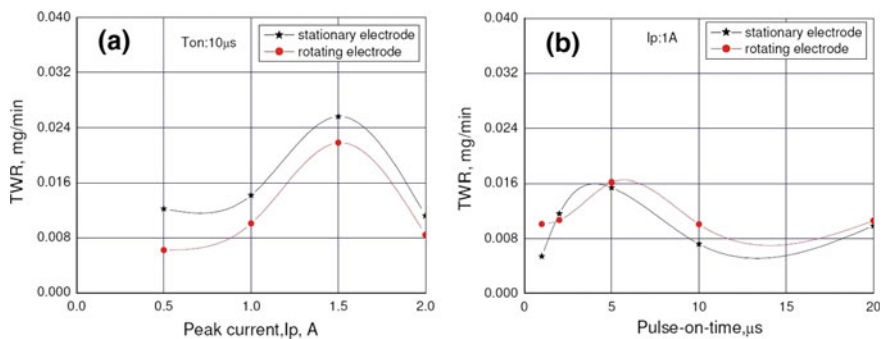 (a)
Ton:10μs
stationary electrode
rotating electrode
0.040
0.032
0.024
0.016
0.008
0.000
TWR, mg/min
0.0
0.5
1.0
1.5
2.0
Peak current,Ip, A
(b)
Ip:1A
stationary electrode
rotating electrode
0.040
0.032
0.024
0.016
0.008
0.000
TWR, mg/min
0
5
10
15
20
Pulse-on-time,μs